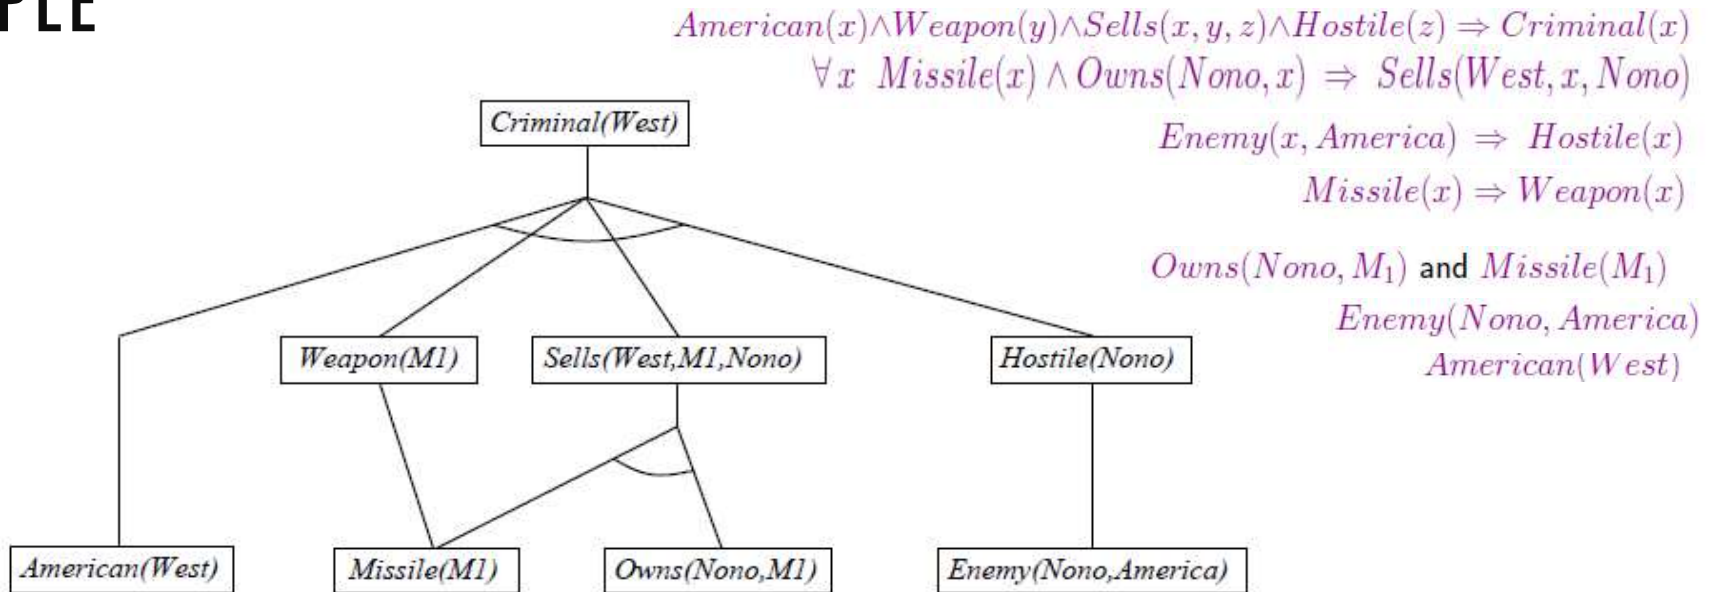 PLE
American(x)∧Weapon(y)∧Sells(x, y, z)∧Hostile(z) ⇒ Criminal(x)
∀ x Missile(x) ∧ Owns(Nono, x) ⇒ Sells(West, x, Nono)
Enemy(x, America) ⇒ Hostile(x)
Missile(x) ⇒ Weapon(x)
Owns(Nono, M₁) and Missile(M₁)
Enemy(Nono, America)
American(West)
Criminal(West)
Weapon(M1) Sells(West,M1,Nono) Hostile(Nono)
American(West) Missile(M1) Owns(Nono,M1) Enemy(Nono,America)